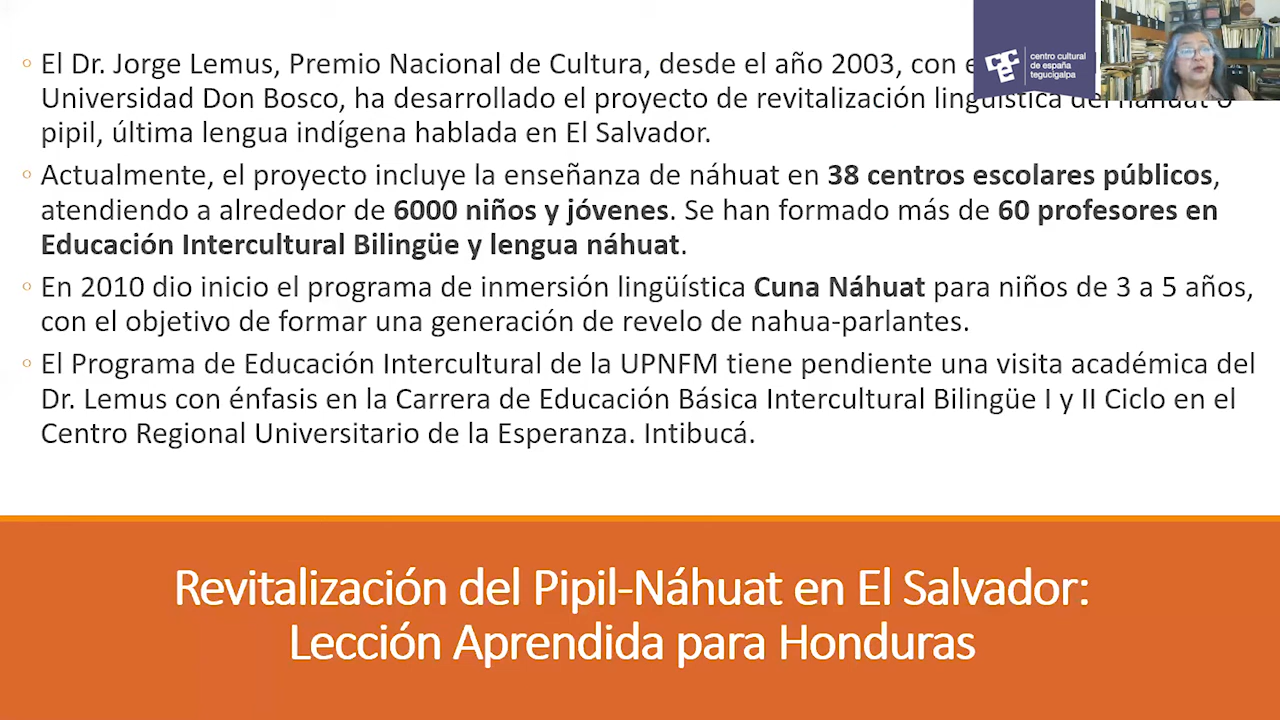 El Dr. Jorge Lemus, Premio Nacional de Cultura, desde el año 2003, con
Universidad Don Bosco, ha desarrollado el proyecto de revitalización lingüística del náhuat o
pipil, última lengua indígena hablada en El Salvador.
Actualmente, el proyecto incluye la enseñanza de náhuat en 38 centros escolares públicos,
atendiendo a alrededor de 6000 niños y jóvenes. Se han formado más de 60 profesores en
Educación Intercultural Bilingüe y lengua náhuat.
En 2010 dio inicio el programa de inmersión lingüística Cuna Náhuat para niños de 3 a 5 años,
con el objetivo de formar una generación de revelo de nahua-parlantes.
El Programa de Educación Intercultural de la UPNFM tiene pendiente una visita académica del
Dr. Lemus con énfasis en la Carrera de Educación Básica Intercultural Bilingüe I y II Ciclo en el
Centro Regional Universitario de la Esperanza. Intibucá.
centro cultural
de españa
tegucigalpa
Revitalización del Pipil-Náhuat en El Salvador:
Lección Aprendida para Honduras